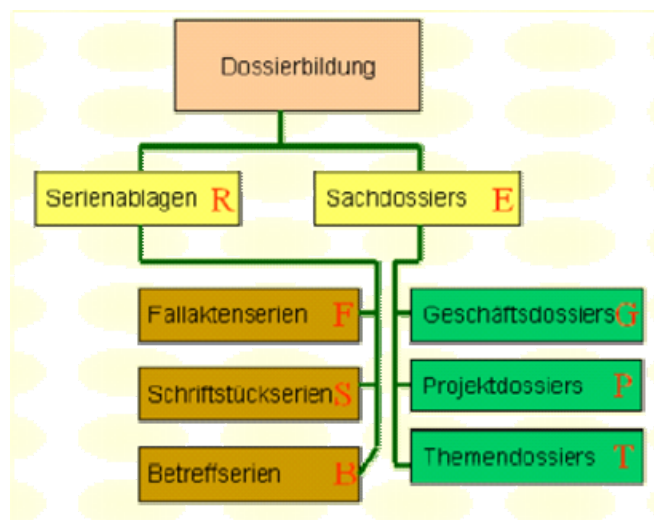 Dossierbildung
Serienablagen R
Sachdossiers E
Fallaktenserien F
Geschäftsdossiers G
Schriftstückserien S
Projektdossiers P
Betreffserien B
Themendossiers T